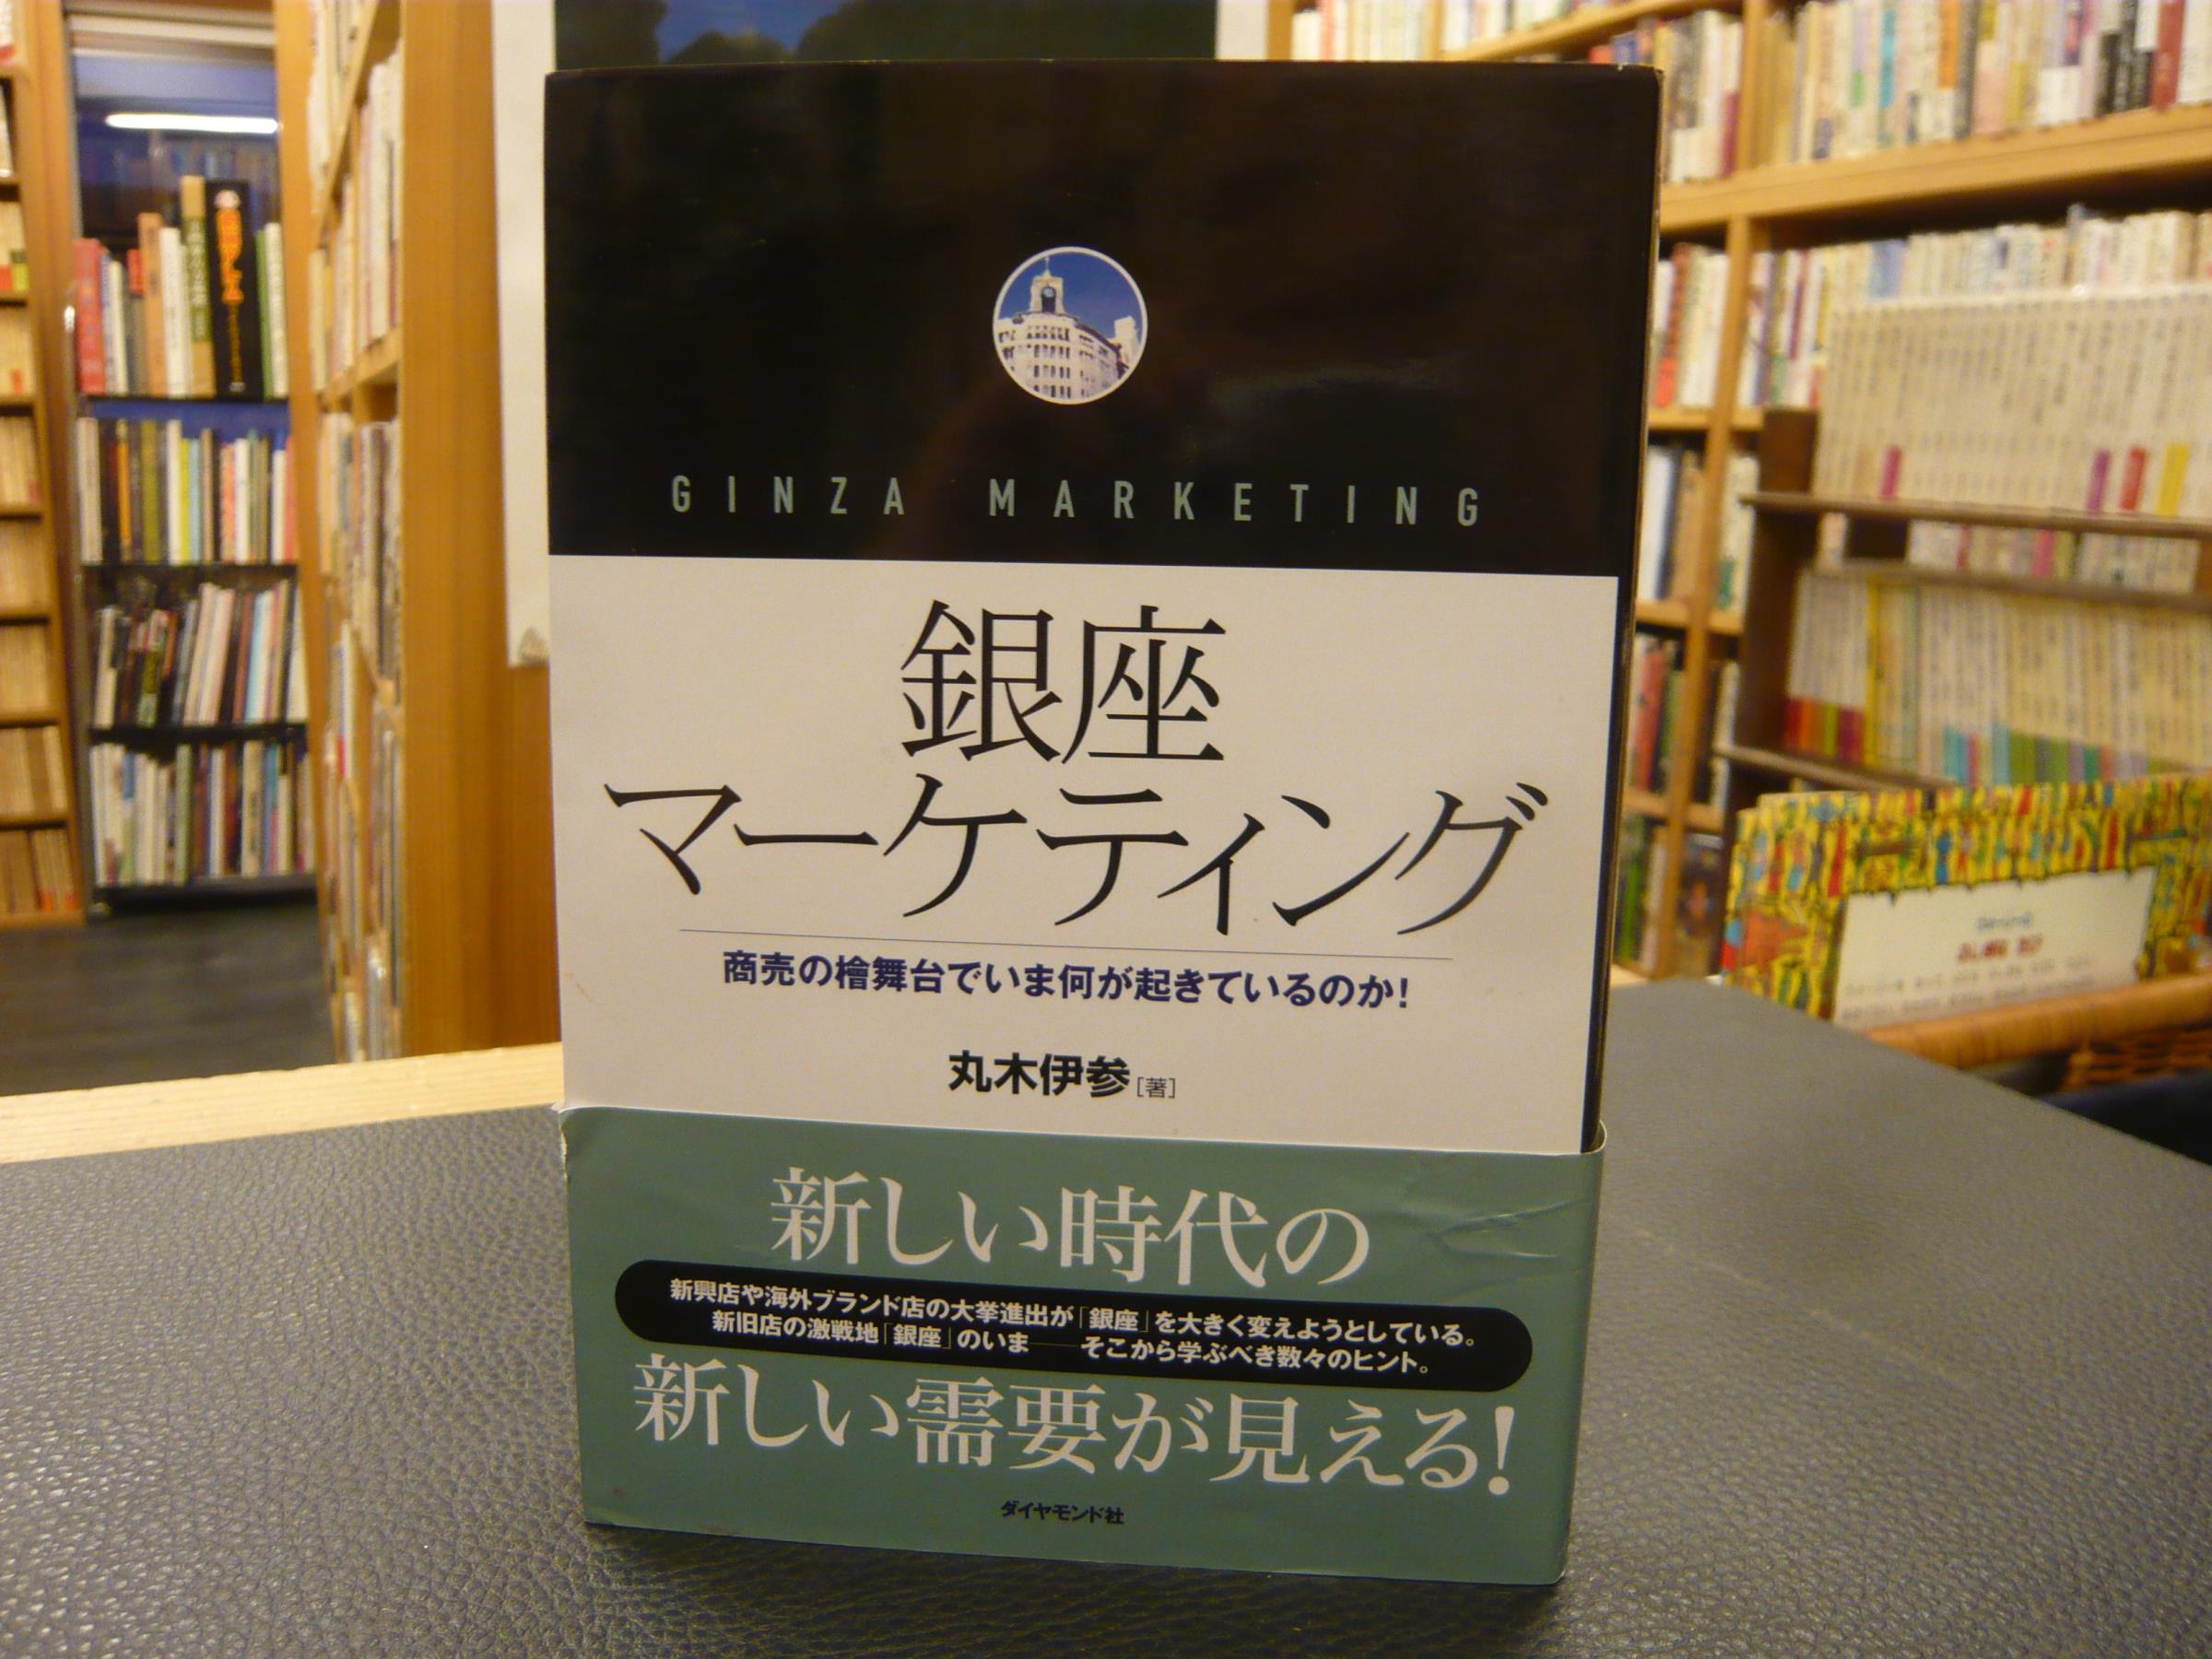 GINZA MARKETING
銀座
マーケティング
商売の檜舞台でいま何が起きているのか!
丸木伊参[著]
新しい時代の
新興店や海外ブランド店の大挙進出が「銀座」を大きく変えようとしている。
新旧店の激戦地「銀座」のいま――そこから学ぶべき数々のヒント。
新しい需要が見える!
ダイヤモンド社